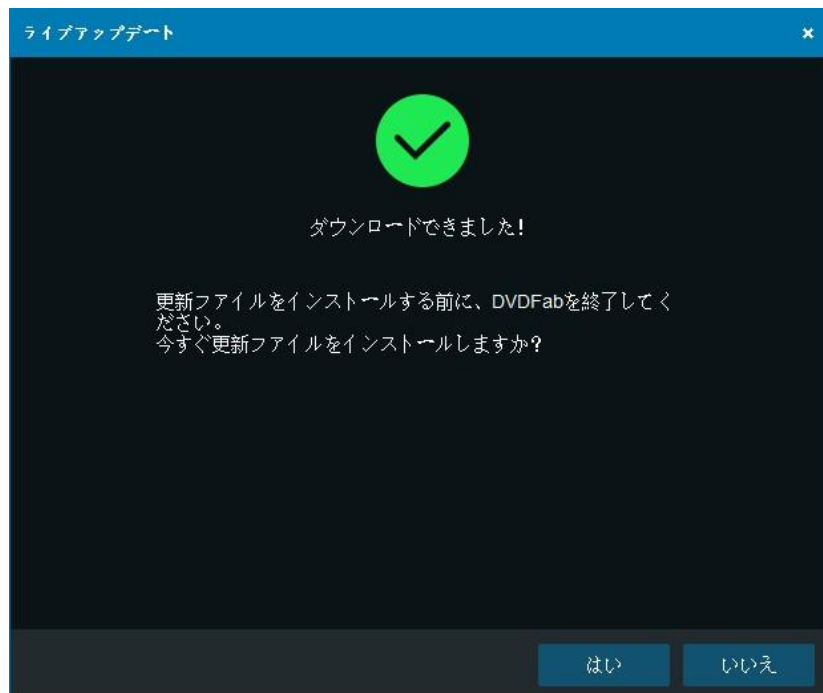 ライブアップデート
ダウンロードできました!
更新ファイルをインストールする前に、DVDFabを終了してく
ださい。
今すぐ更新ファイルをインストールしますか?
はい
いいえ